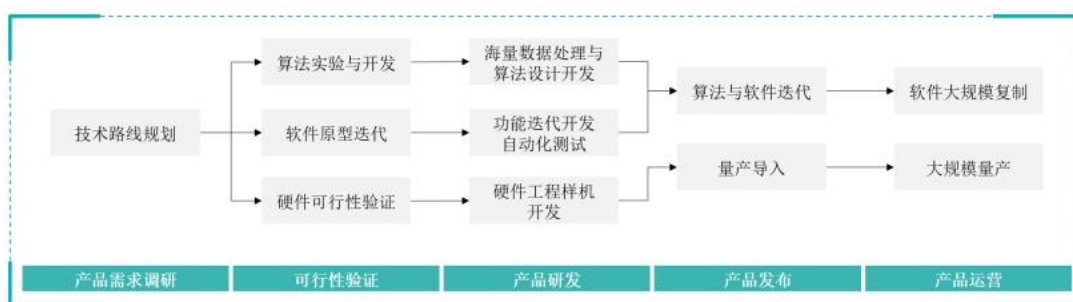 技术路线规划
算法实验与开发
软件原型迭代
硬件可行性验证
海量数据处理与
算法设计开发
功能迭代开发
自动化测试
硬件工程样机
开发
算法与软件迭代
量产导入
软件大规模复制
大规模量产
产品需求调研
可行性验证
产品研发
产品发布
产品运营